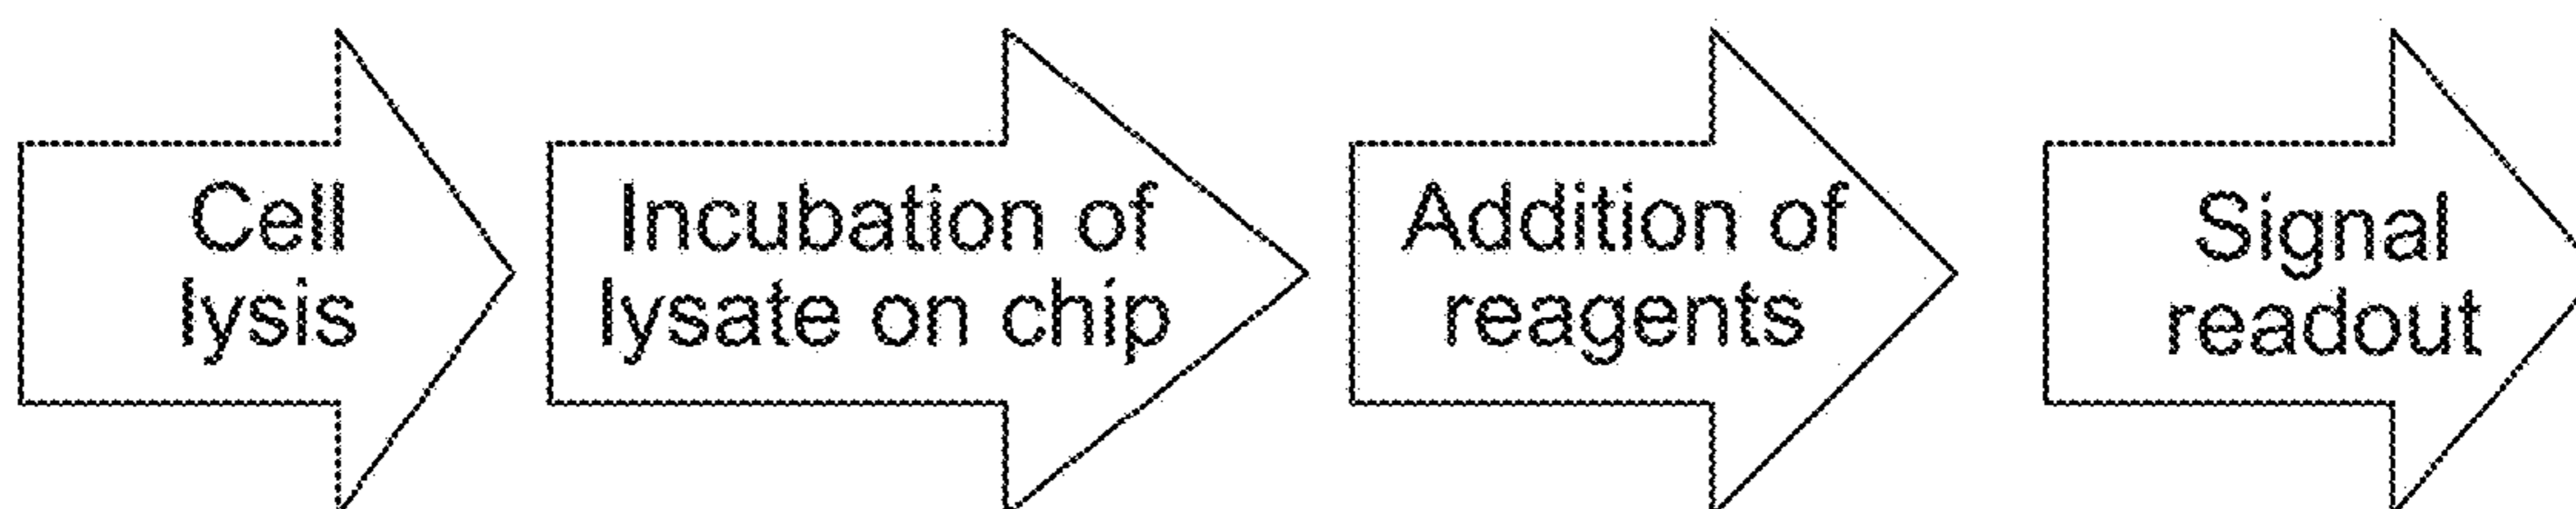 Cell
lysis
Incubation of
lysate on chip
Addition of
reagents
Signal
readout